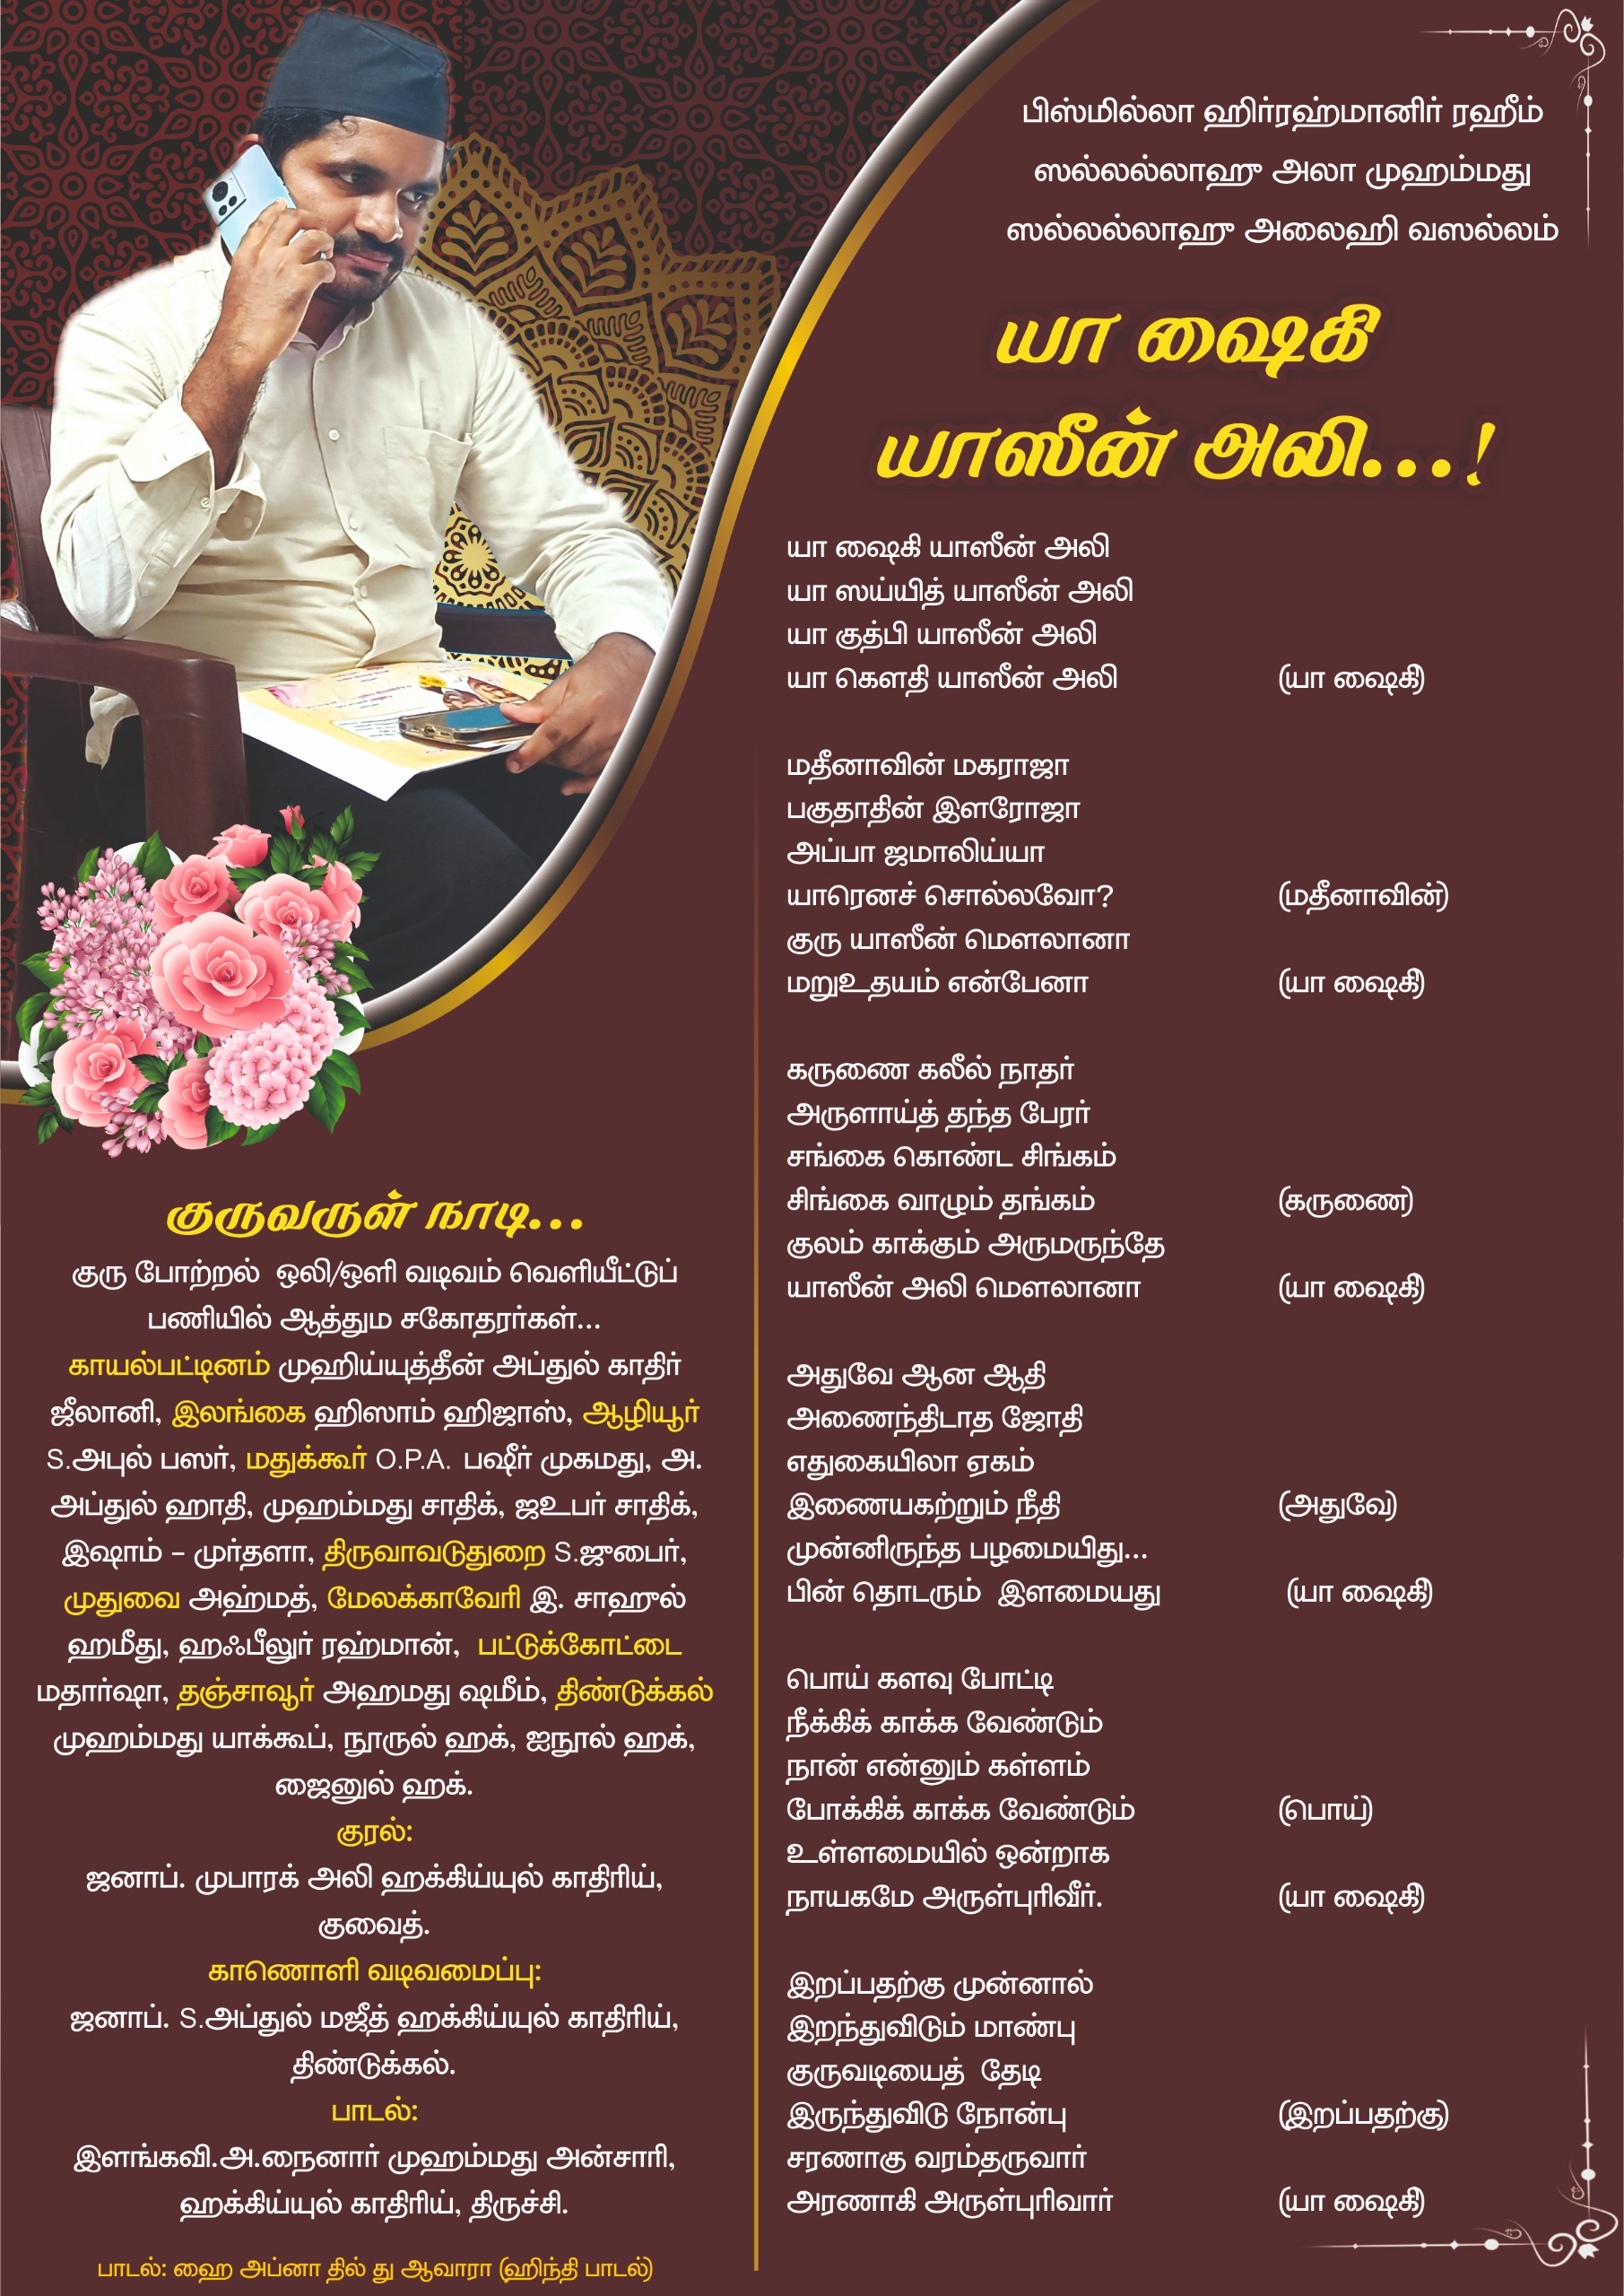 பிஸ்மில்லா ஹிர்ரஹ்மானிர் ரஹீம்
ஸல்லல்லாஹு அலா முஹம்மது
ஸல்லல்லாஹு அலைஹி வஸல்லம்
யா ஷைகீ
யாஸீன் அலி...!
யா ஷைகி யாஸீன் அலி
யா ஸய்யித் யாஸீன் அலி
யா குத்பி யாஸீன் அலி
யா கௌதி யாஸீன் அலி (யா ஷைகீ)
மதீனாவின் மகராஜா
பகுதாதின் இளரோஜா
அப்பா ஜமாலிய்யா
யாரெனச் சொல்லவோ? (மதீனாவின்)
குரு யாஸீன் மௌலானா
மறுஉதயம் என்பேனா (யா ஷைகீ)
கருணை கலீல் நாதர்
அருளாய்த் தந்த பேரர்
சங்கை கொண்ட சிங்கம்
சிங்கை வாழும் தங்கம் (கருணை)
குலம் காக்கும் அருமருந்தே
யாஸீன் அலி மௌலானா (யா ஷைகீ)
அதுவே ஆன ஆதி
அணைந்திடாத ஜோதி
எதுகையிலா ஏகம்
இணையகற்றும் நீதி (அதுவே)
முன்னிருந்த பழமையிது...
பின் தொடரும் இளமையது (யா ஷைகீ)
பொய் களவு போட்டி
நீக்கிக் காக்க வேண்டும்
நான் என்னும் கள்ளம்
போக்கிக் காக்க வேண்டும் (பொய்)
உள்ளமையில் ஒன்றாக
நாயகமே அருள்புரிவீர். (யா ஷைகீ)
இறப்பதற்கு முன்னால்
இறந்துவிடும் மாண்பு
குருவடியைத் தேடி
இருந்துவிடு நோன்பு (இறப்பதற்கு)
சரணாகு வரம்தருவார்
அரணாகி அருள்புரிவார் (யா ஷைகீ)
குருவருள் நாடி...
குரு போற்றல் ஒலி/ஒளி வடிவம் வெளியீட்டுப்
பணியில் ஆத்தும சகோதரர்கள்...
காயல்பட்டினம் முஹிய்யுத்தீன் அப்துல் காதிர்
ஜீலானி, இலங்கை ஹிஸாம் ஹிஜாஸ், ஆழியூர்
S.அபுல் பஸர், மதுக்கூர் O.P.A. பஷீர் முகமது, அ.
அப்துல் ஹாதி, முஹம்மது சாதிக், ஜஉபர் சாதிக்,
இஷாம் – முர்தளா, திருவாவடுதுறை S.ஜுபைர்,
முதுவை அஹ்மத், மேலக்காவேரி இ. சாஹுல்
ஹமீது, ஹஃபீலுர் ரஹ்மான், பட்டுக்கோட்டை
மதார்ஷா, தஞ்சாவூர் அஹமது ஷமீம், திண்டுக்கல்
முஹம்மது யாக்கூப், நூருல் ஹக், ஐநூல் ஹக்,
ஜைனுல் ஹக்.
குரல்:
ஜனாப். முபாரக் அலி ஹக்கிய்யுல் காதிரிய்,
குவைத்.
காணொளி வடிவமைப்பு:
ஜனாப். S.அப்துல் மஜீத் ஹக்கிய்யுல் காதிரிய்,
திண்டுக்கல்.
பாடல்:
இளங்கவி.அ.நைனார் முஹம்மது அன்சாரி,
ஹக்கிய்யுல் காதிரிய், திருச்சி.
பாடல்: ஹை அப்னா தில் து ஆவாரா (ஹிந்தி பாடல்)